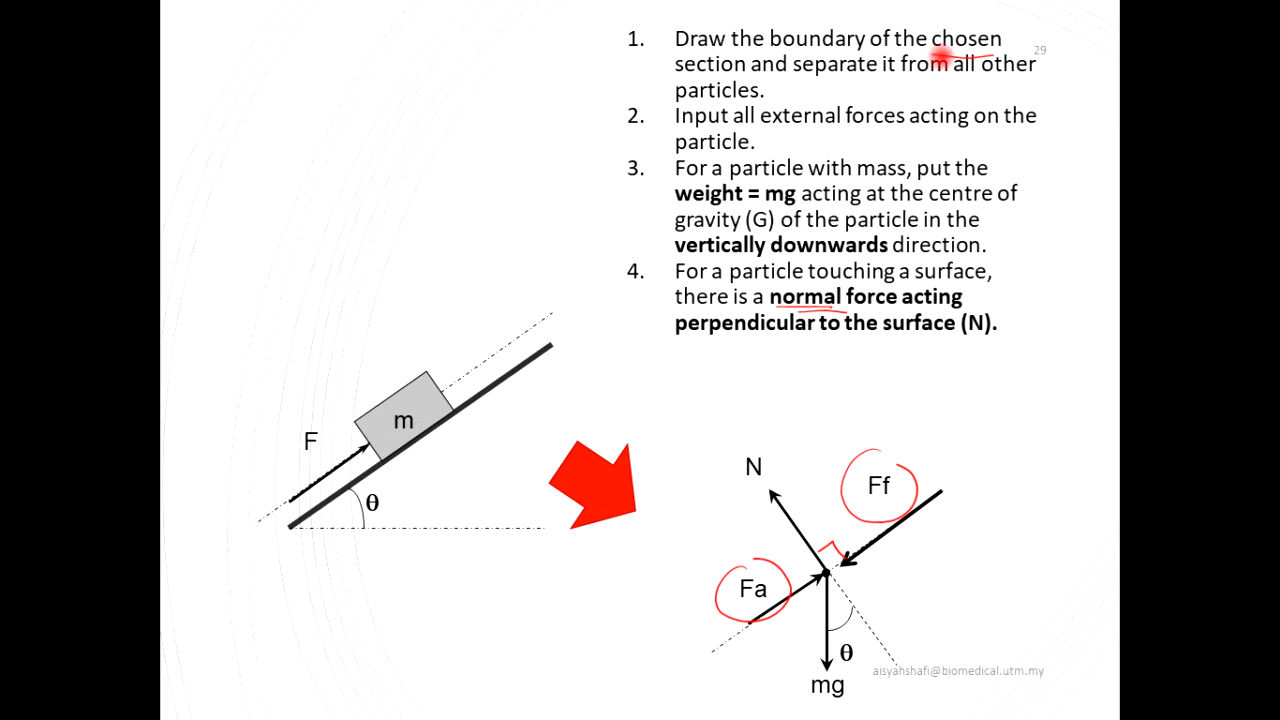 29
1. Draw the boundary of the chosen
section and separate it from all other
particles.
2. Input all external forces acting on the
particle.
3. For a particle with mass, put the
weight = mg acting at the centre of
gravity (G) of the particle in the
vertically downwards direction.
4. For a particle touching a surface,
there is a normal force acting
perpendicular to the surface (N).
m
F
θ
N
Ff
Fa
θ
mg
aisyahshafi@biomedical.utm.my